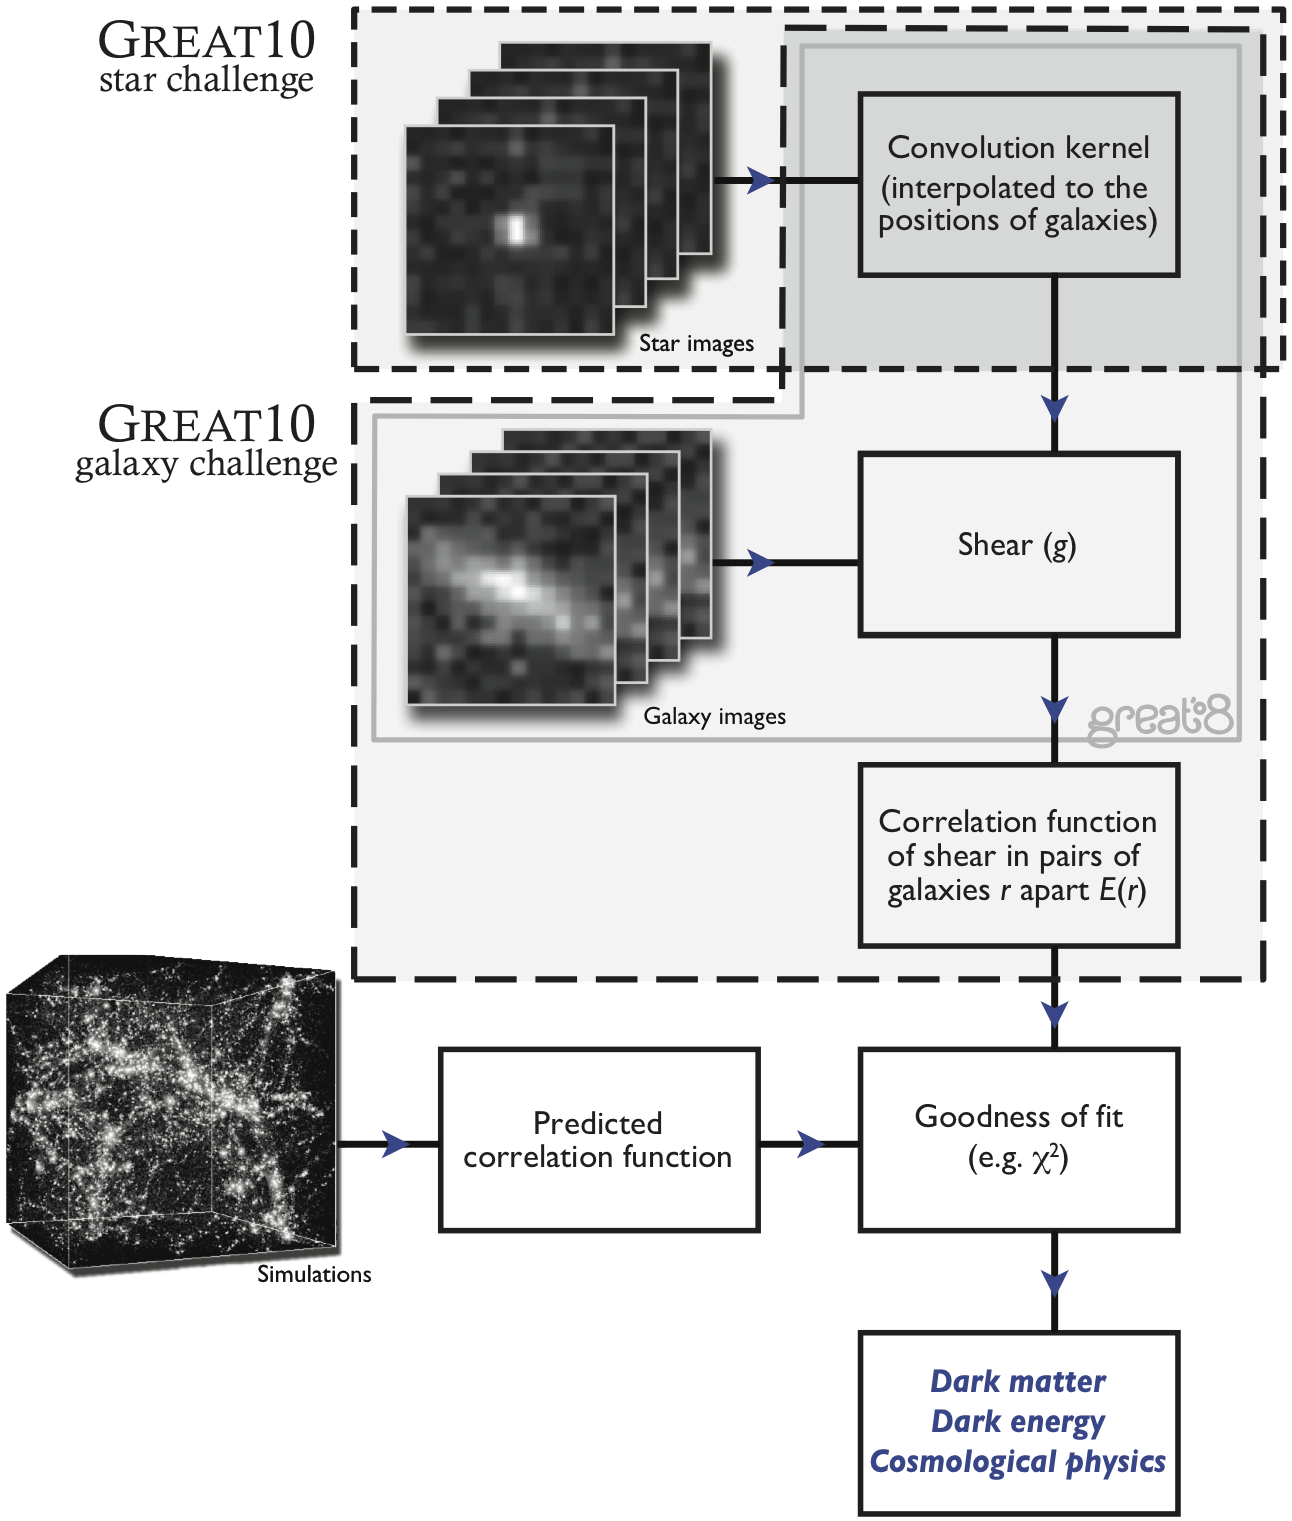 GREAT10
star challenge
Convolution kernel
(interpolated to the
positions of galaxies)
Star images
GREAT10
galaxy challenge
Shear (g)
Galaxy images
great08
Correlation function
of shear in pairs of
galaxies r apart E(r)
Predicted
correlation function
Goodness of fit
(e.g. χ²)
Simulations
Dark matter
Dark energy
Cosmological physics